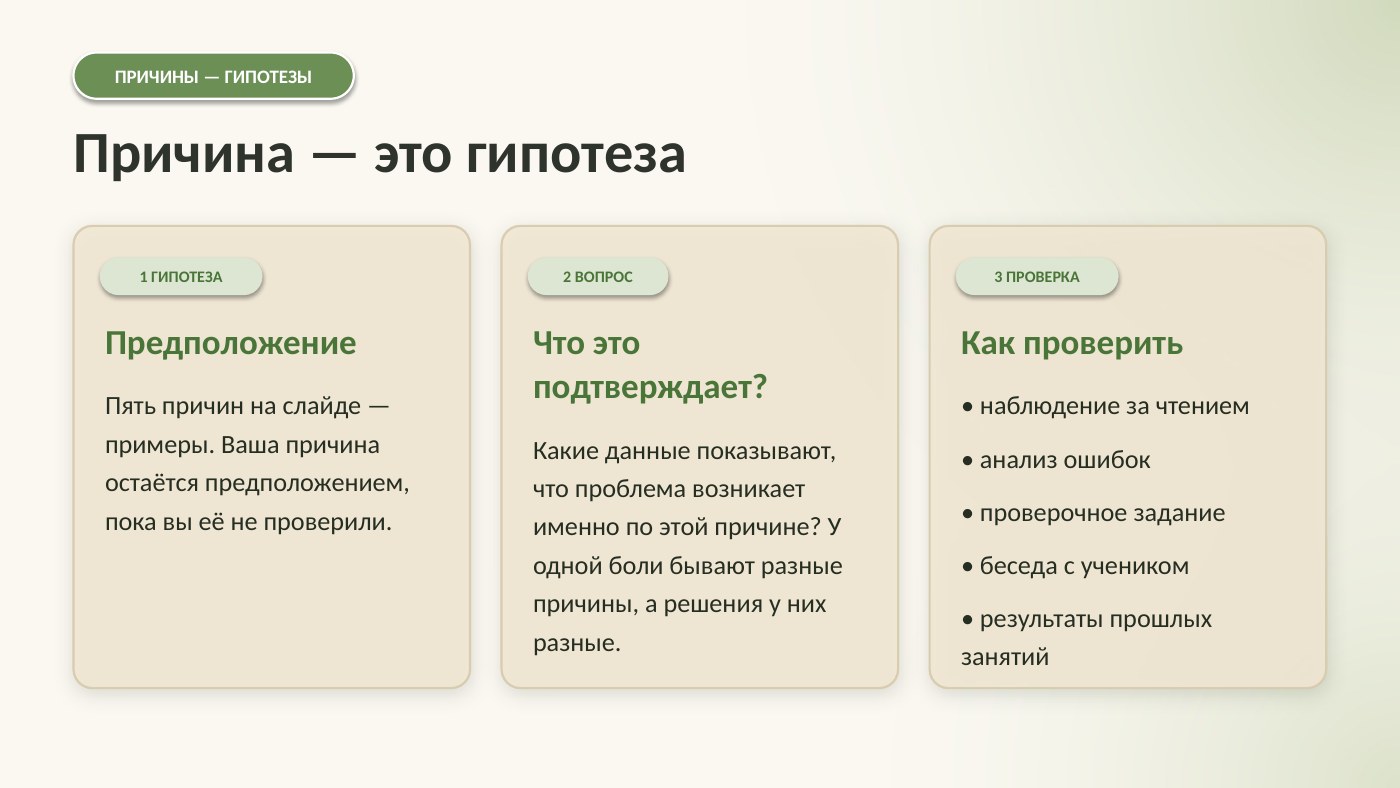 ПРИЧИНЫ — ГИПОТЕЗЫ
Причина — это гипотеза
1 ГИПОТЕЗА
Предположение
Пять причин на слайде —
примеры. Ваша причина
остаётся предположением,
пока вы её не проверили.
2 ВОПРОС
Что это
подтверждает?
Какие данные показывают,
что проблема возникает
именно по этой причине? У
одной боли бывают разные
причины, а решения у них
разные.
3 ПРОВЕРКА
Как проверить
• наблюдение за чтением
• анализ ошибок
• проверочное задание
• беседа с учеником
• результаты прошлых
занятий